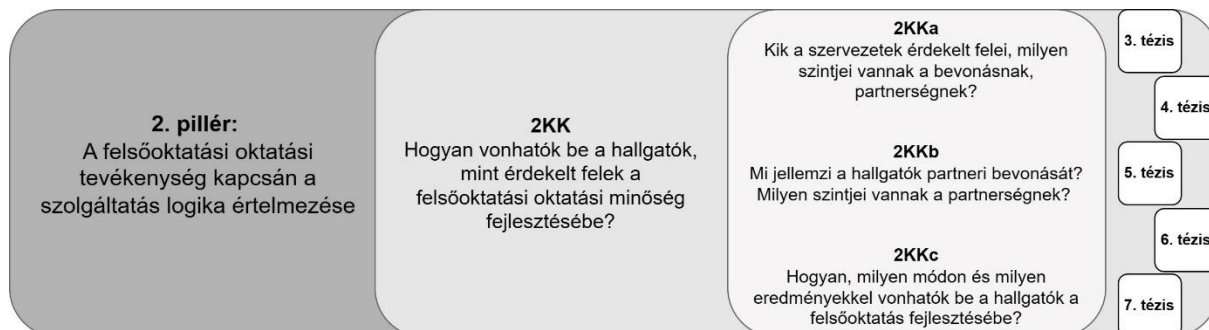 2. pillér:
A felsőoktatási oktatási
tevékenység kapcsán a
szolgáltatás logika értelmezése
2KK
Hogyan vonhatók be a hallgatók,
mint érdekelt felek a
felsőoktatási oktatási minőség
fejlesztésébe?
2KKa
Kik a szervezetek érdekelt felei, milyen
szintjei vannak a bevonásnak,
partnerségnek?
2KKb
Mi jellemzi a hallgatók partneri bevonását?
Milyen szintjei vannak a partnerségnek?
2KKc
Hogyan, milyen módon és milyen
eredményekkel vonhatók be a hallgatók a
felsőoktatás fejlesztésébe?
3. tézis
4. tézis
5. tézis
6. tézis
7. tézis